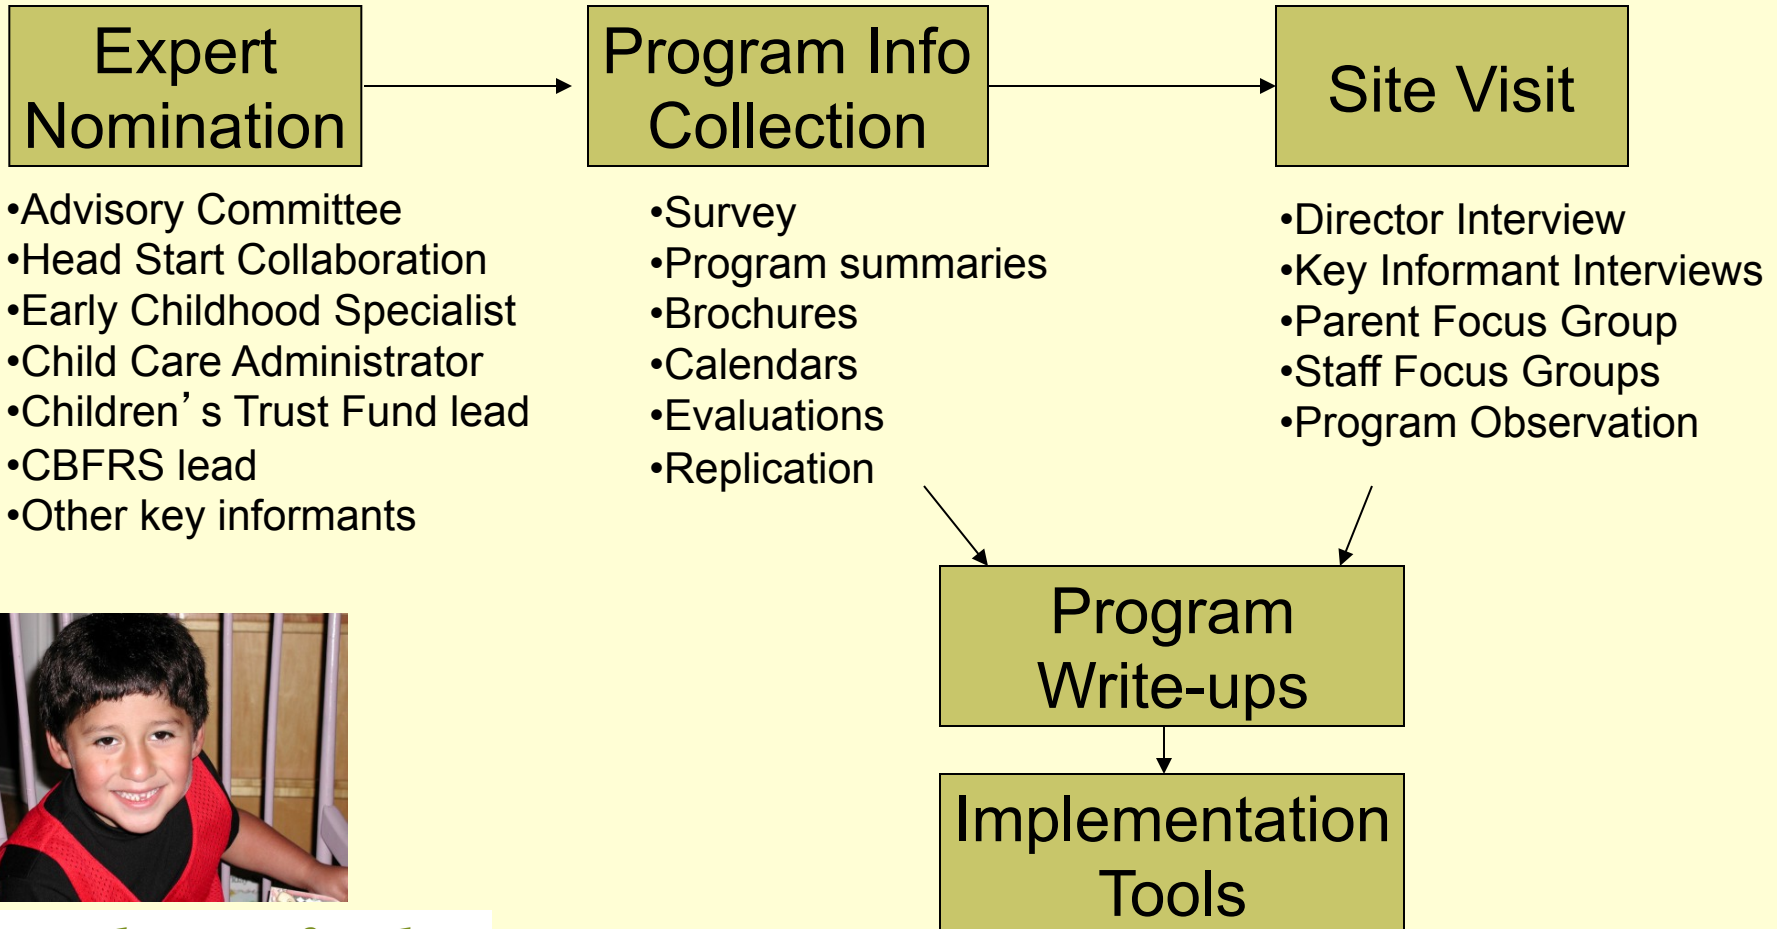 Expert
Nomination
•Advisory Committee
•Head Start Collaboration
•Early Childhood Specialist
•Child Care Administrator
•Children’s Trust Fund lead
•CBFRS lead
•Other key informants
Program Info
Collection
•Survey
•Program summaries
•Brochures
•Calendars
•Evaluations
•Replication
Site Visit
•Director Interview
•Key Informant Interviews
•Parent Focus Group
•Staff Focus Groups
•Program Observation
Program
Write-ups
Implementation
Tools